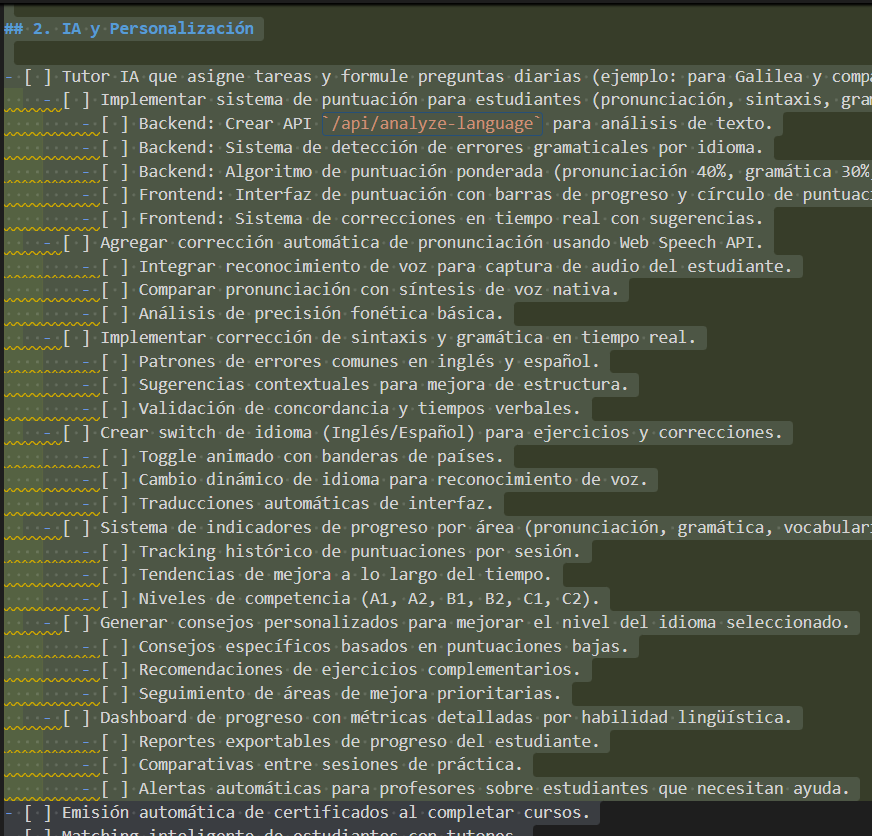 ## 2. IA y Personalización
- [ ] Tutor IA que asigne tareas y formule preguntas diarias (ejemplo: para Galilea y
- [ ] Implementar sistema de puntuación para estudiantes (pronunciación, sintaxis,
- [ ] Backend: Crear API `/api/analyze-language` para análisis de texto.
- [ ] Backend: Sistema de detección de errores gramaticales por idioma.
- [ ] Backend: Algoritmo de puntuación ponderada (pronunciación 40%, gramática 30%
- [ ] Frontend: Interfaz de puntuación con barras de progreso y círculo de
- [ ] Frontend: Sistema de correcciones en tiempo real con sugerencias.
- [ ] Agregar corrección automática de pronunciación usando Web Speech API.
- [ ] Integrar reconocimiento de voz para captura de audio del estudiante.
- [ ] Comparar pronunciación con síntesis de voz nativa.
- [ ] Análisis de precisión fonética básica.
- [ ] Implementar corrección de sintaxis y gramática en tiempo real.
- [ ] Patrones de errores comunes en inglés y español.
- [ ] Sugerencias contextuales para mejora de estructura.
- [ ] Validación de concordancia y tiempos verbales.
- [ ] Crear switch de idioma (Inglés/Español) para ejercicios y correcciones.
- [ ] Toggle animado con banderas de países.
- [ ] Cambio dinámico de idioma para reconocimiento de voz.
- [ ] Traducciones automáticas de interfaz.
- [ ] Sistema de indicadores de progreso por área (pronunciación, gramática,
- [ ] Tracking histórico de puntuaciones por sesión.
- [ ] Tendencias de mejora a lo largo del tiempo.
- [ ] Niveles de competencia (A1, A2, B1, B2, C1, C2).
- [ ] Generar consejos personalizados para mejorar el nivel del idioma seleccionado.
- [ ] Consejos específicos basados en puntuaciones bajas.
- [ ] Recomendaciones de ejercicios complementarios.
- [ ] Seguimiento de áreas de mejora prioritarias.
- [ ] Dashboard de progreso con métricas detalladas por habilidad lingüística.
- [ ] Reportes exportables de progreso del estudiante.
- [ ] Comparativas entre sesiones de práctica.
- [ ] Alertas automáticas para profesores sobre estudiantes que necesitan ayuda.
- [ ] Emisión automática de certificados al completar cursos.
- [ ] Matching inteligente de estudiantes con tutores.